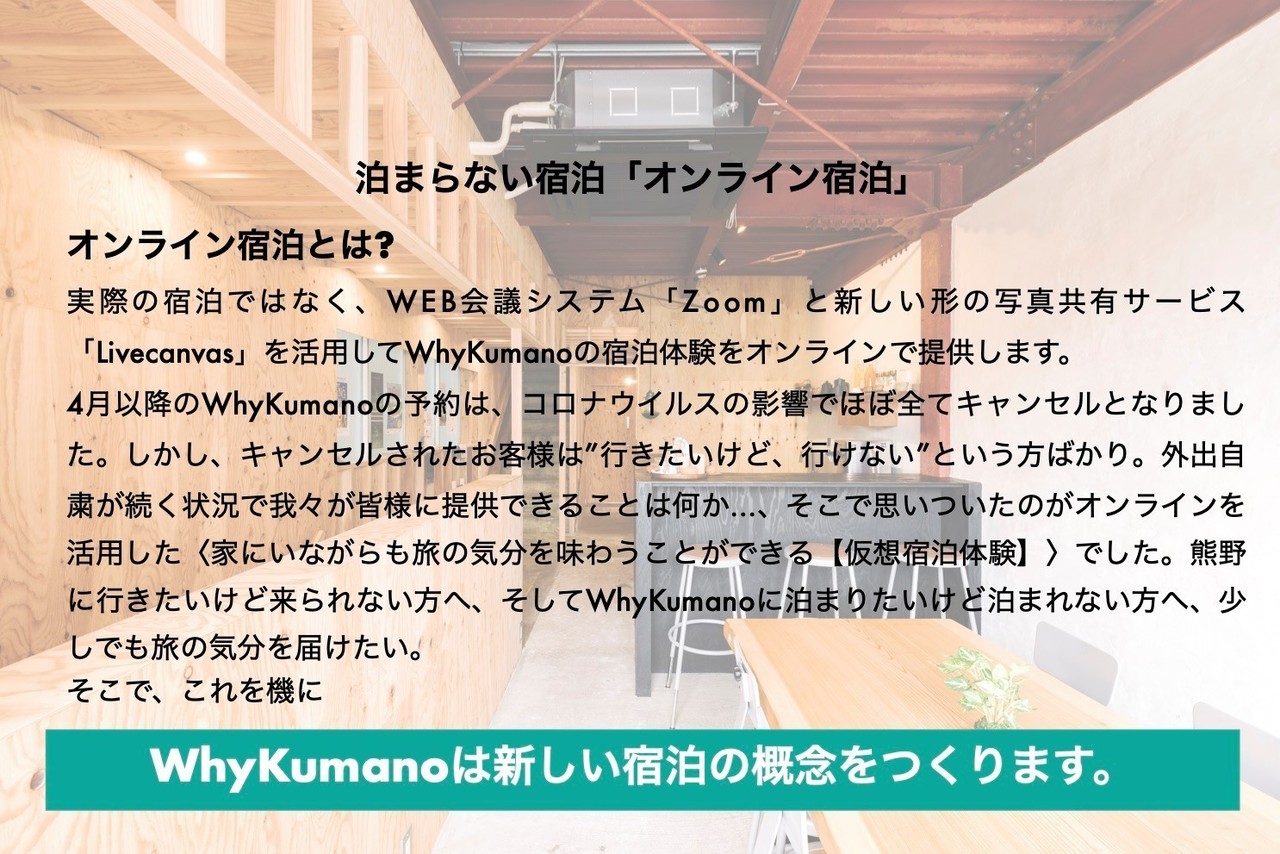 泊まらない宿泊「オンライン宿泊」
オンライン宿泊とは?
実際の宿泊ではなく、WEB会議システム「Zoom」と新しい形の写真共有サービス
「Livecanvas」を活用してWhyKumanoの宿泊体験をオンラインで提供します。
4月以降のWhyKumanoの予約は、コロナウイルスの影響でほぼ全てキャンセルとなりまし
た。しかし、キャンセルされたお客様は”行きたいけど、行けない”という方ばかり。外出自
粛が続く状況で我々が皆様に提供できることは何か…、そこで思いついたのがオンラインを
活用した〈家にいながらも旅の気分を味わうことができる【仮想宿泊体験】〉でした。熊野
に行きたいけど来られない方へ、そしてWhyKumanoに泊まりたいけど泊まれない方へ、少
しでも旅の気分を届けたい。
そこで、これを機に
WhyKumanoは新しい宿泊の概念をつくります。